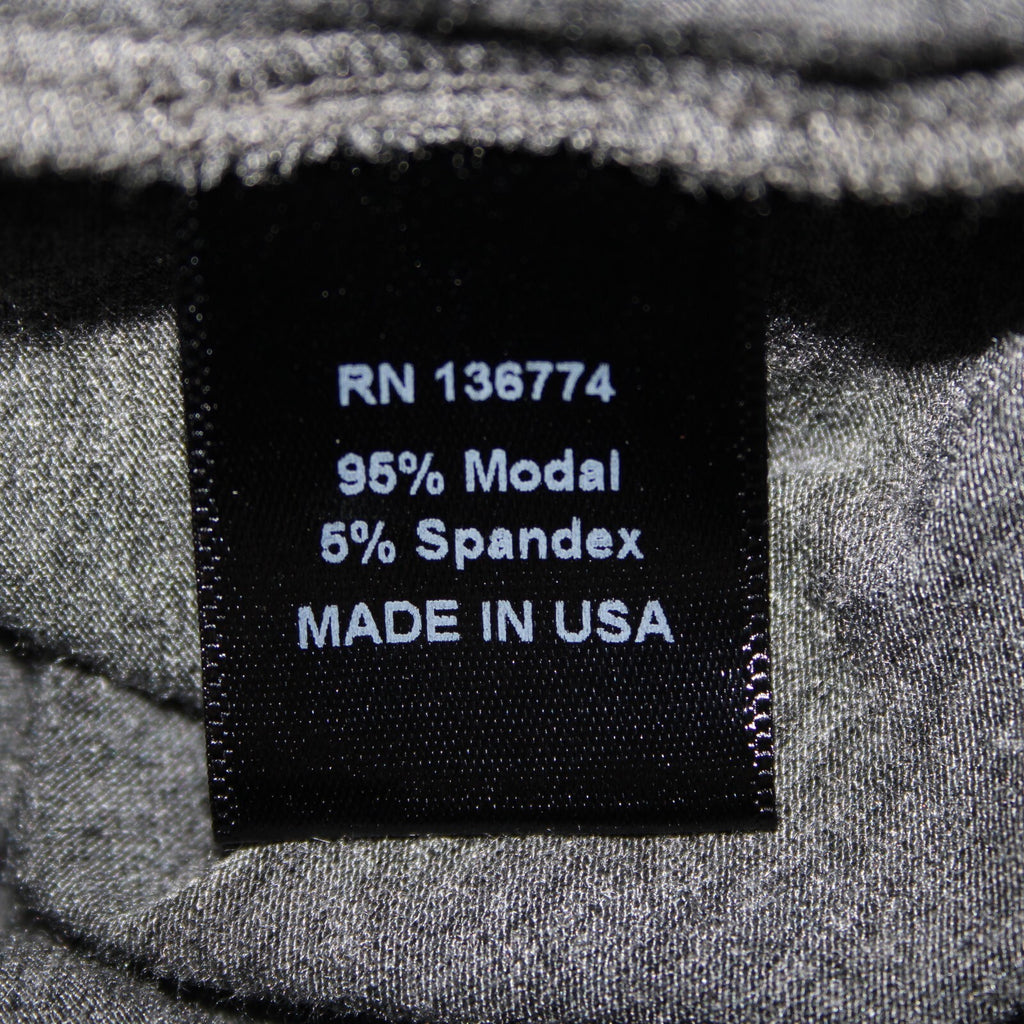 RN 136774
95% Modal
5% Spandex
MADE IN USA